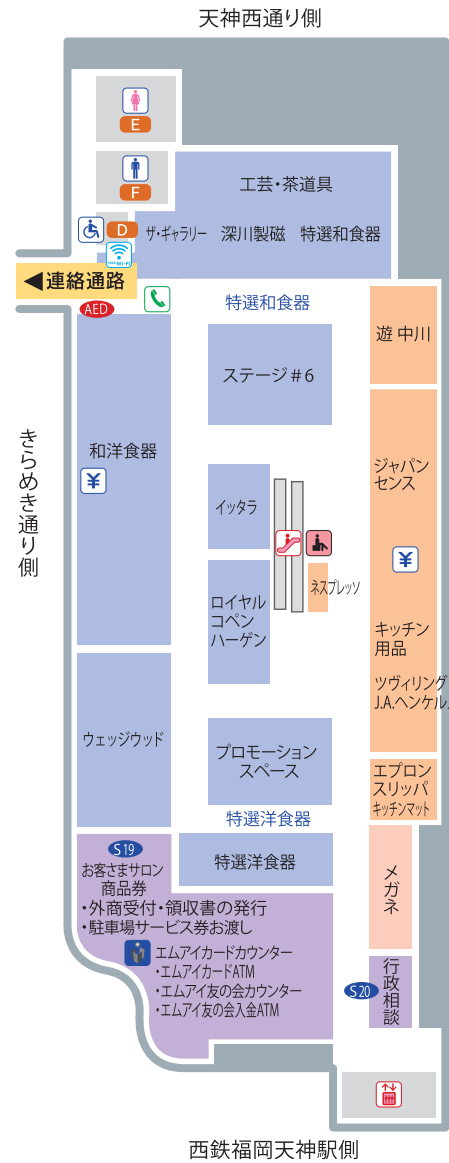 天神西通り側
E
F
工芸・茶道具
D
ザ・ギャラリー 深川製磁 特選和食器
Wi-Fi
連絡通路
AED
特選和食器
遊 中川
ステージ#6
きらめき通り側
和洋食器
¥
イッタラ
ジャパン
センス
¥
ネスプレッソ
ロイヤル
コペン
ハーゲン
キッチン
用品
ツヴィリング
J.A.ヘンケル
ウェッジウッド
プロモーション
スペース
エプロン
スリッパ
キッチンマット
特選洋食器
特選洋食器
S19
お客さまサロン
商品券
・外商受付・領収書の発行
・駐車場サービス券お渡し
エムアイカードカウンター
・エムアイカードATM
・エムアイ友の会カウンター
・エムアイ友の会入金ATM
メガネ
行政相談
S20
西鉄福岡天神駅側